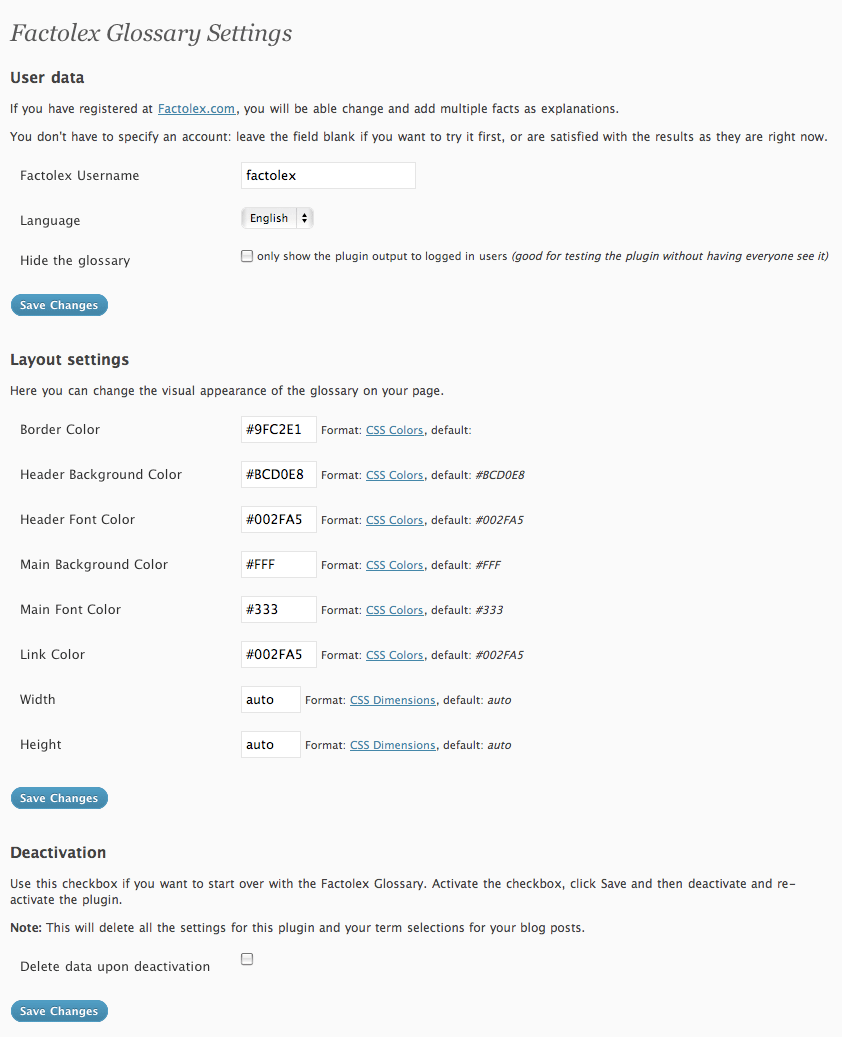 Factolex Glossary Settings
User data
If you have registered at Factolex.com, you will be able change and add multiple facts as explanations.
You don't have to specify an account: leave the field blank if you want to try it first, or are satisfied with the results as they are right now.
Factolex Username factolex
Language English
Hide the glossary only show the plugin output to logged in users (good for testing the plugin without having everyone see it)
Save Changes
Layout settings
Here you can change the visual appearance of the glossary on your page.
Border Color #9FC2E1 Format: CSS Colors, default:
Header Background Color #BCD0E8 Format: CSS Colors, default: #BCD0E8
Header Font Color #002FA5 Format: CSS Colors, default: #002FA5
Main Background Color #FFF Format: CSS Colors, default: #FFF
Main Font Color #333 Format: CSS Colors, default: #333
Link Color #002FA5 Format: CSS Colors, default: #002FA5
Width auto Format: CSS Dimensions, default: auto
Height auto Format: CSS Dimensions, default: auto
Save Changes
Deactivation
Use this checkbox if you want to start over with the Factolex Glossary. Activate the checkbox, click Save and then deactivate and re-
activate the plugin.
Note: This will delete all the settings for this plugin and your term selections for your blog posts.
Delete data upon deactivation
Save Changes